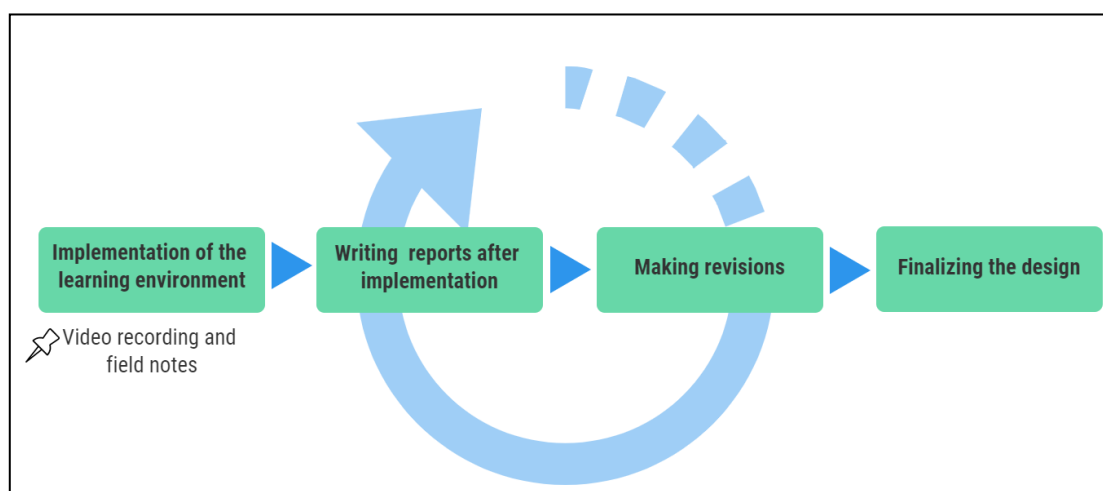 Implementation of the
learning environment
Writing reports after
implementation
Making revisions
Finalizing the design
Video recording and
field notes